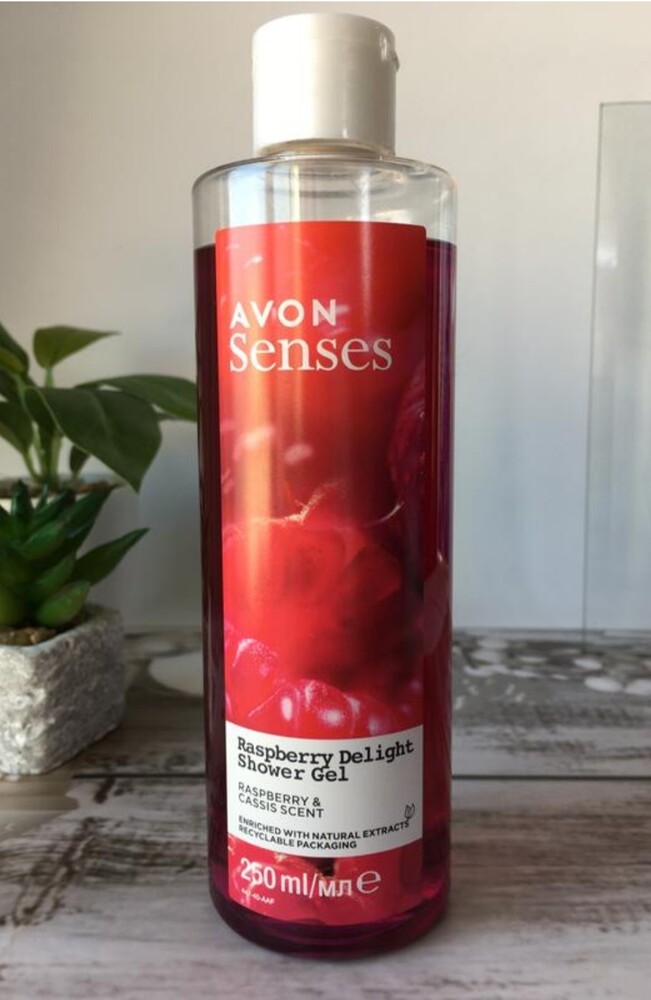 AVON
Senses
Raspberry Delight
Shower Gel
RASPBERRY &
CASSIS SCENT
ENRICHED WITH NATURAL EXTRACTS
RECYCLABLE PACKAGING
250 ml/мл e